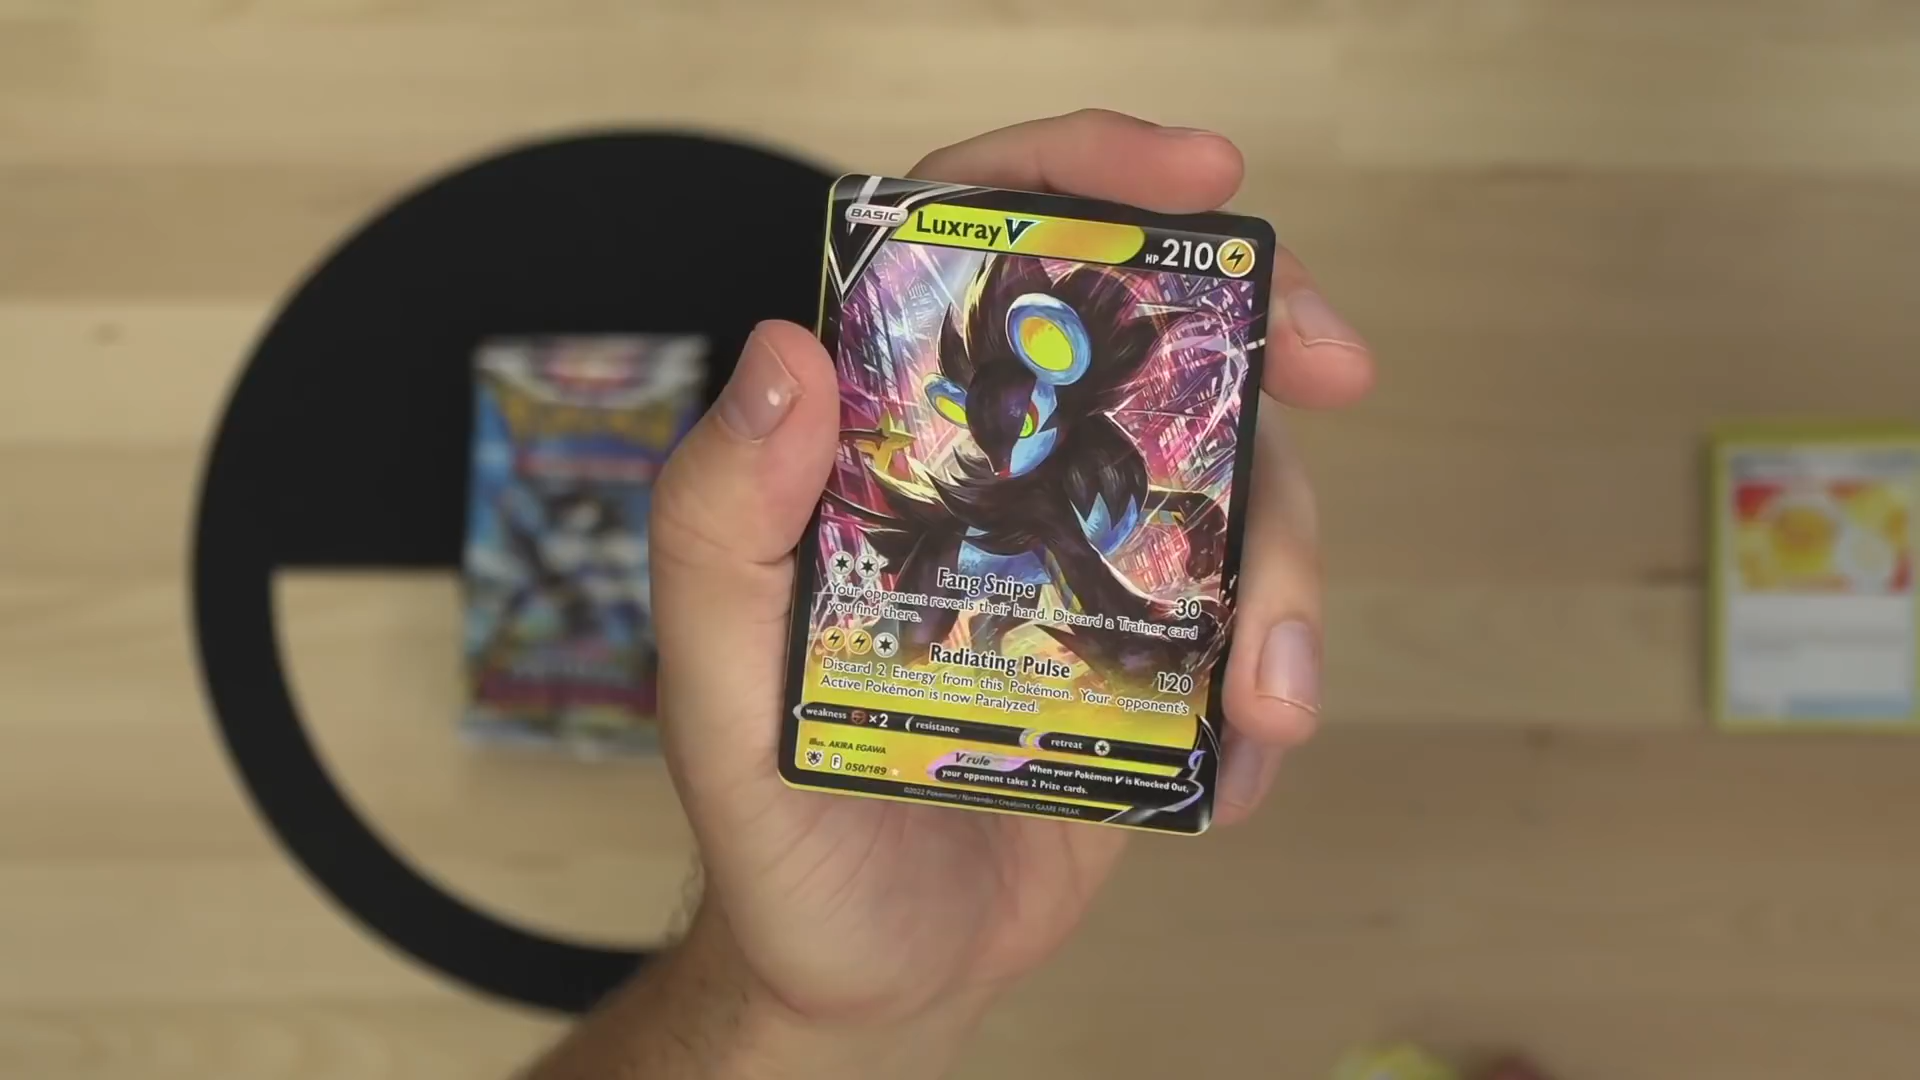 BASIC
Luxray V
HP 210
Fang Snipe 30
Your opponent reveals their hand. Discard a Trainer card
you find there.
Radiating Pulse 120
Discard 2 Energy from this Pokémon. Your opponent's
Active Pokémon is now Paralyzed.
weakness ×2 resistance retreat
Illus. AKIRA EGAWA
F 050/189
V rule When your Pokémon V is Knocked Out,
your opponent takes 2 Prize cards.
©2022 Pokémon / Nintendo / Creatures / GAME FREAK